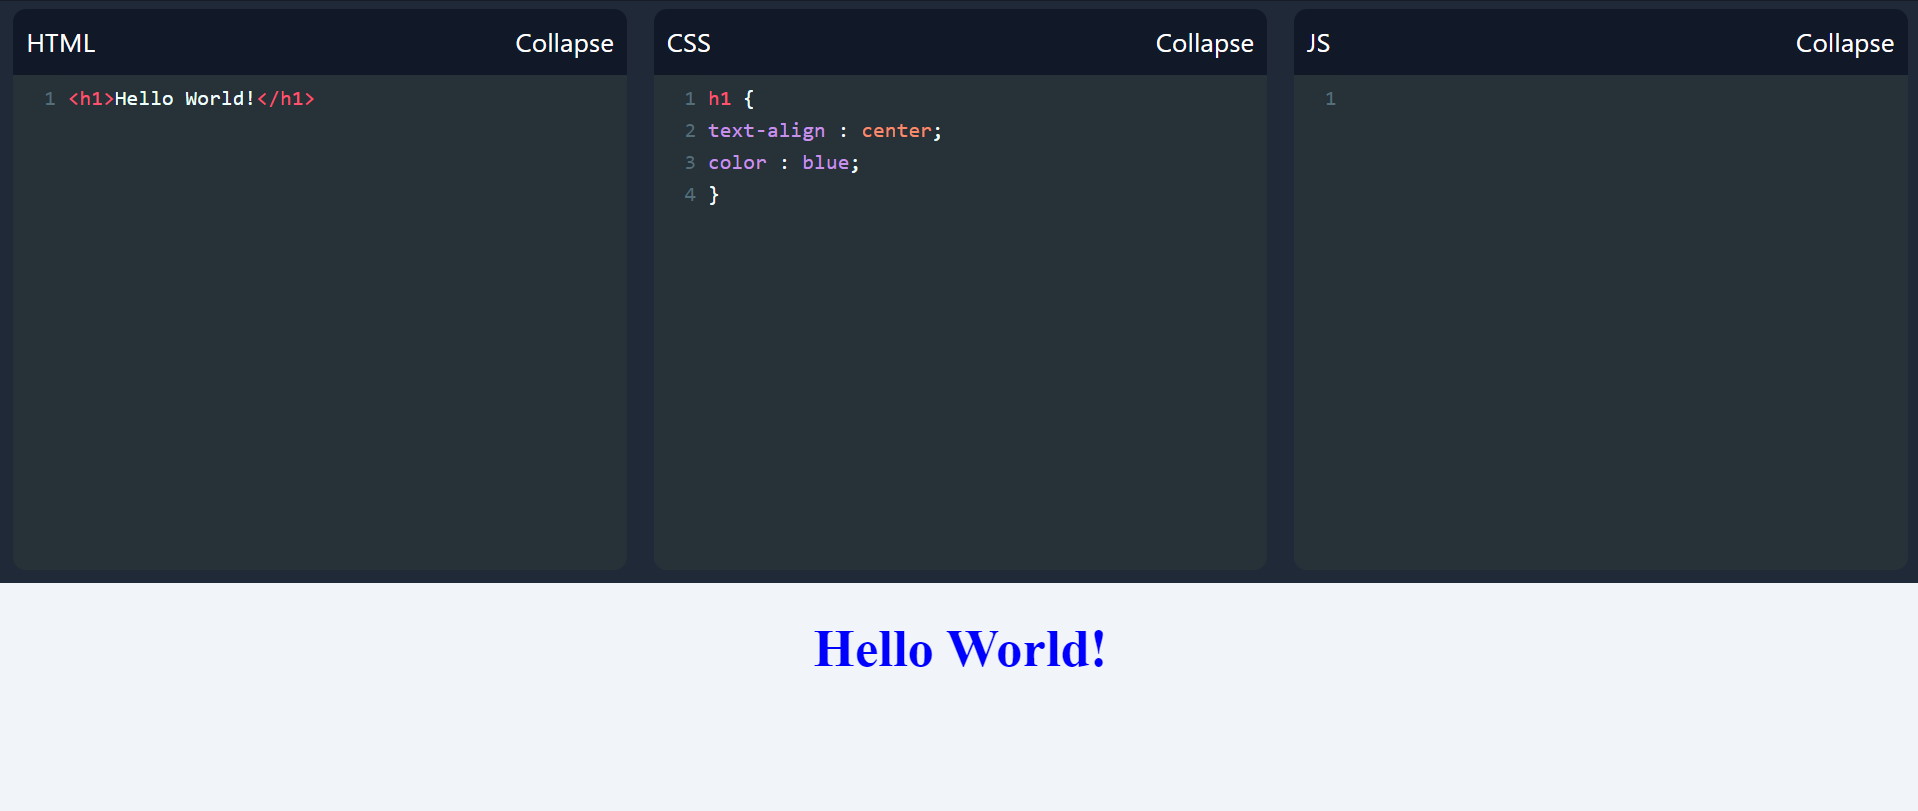 HTML Collapse
1 <h1>Hello World!</h1>
CSS Collapse
1 h1 {
2 text-align : center;
3 color : blue;
4 }
JS Collapse
1
Hello World!